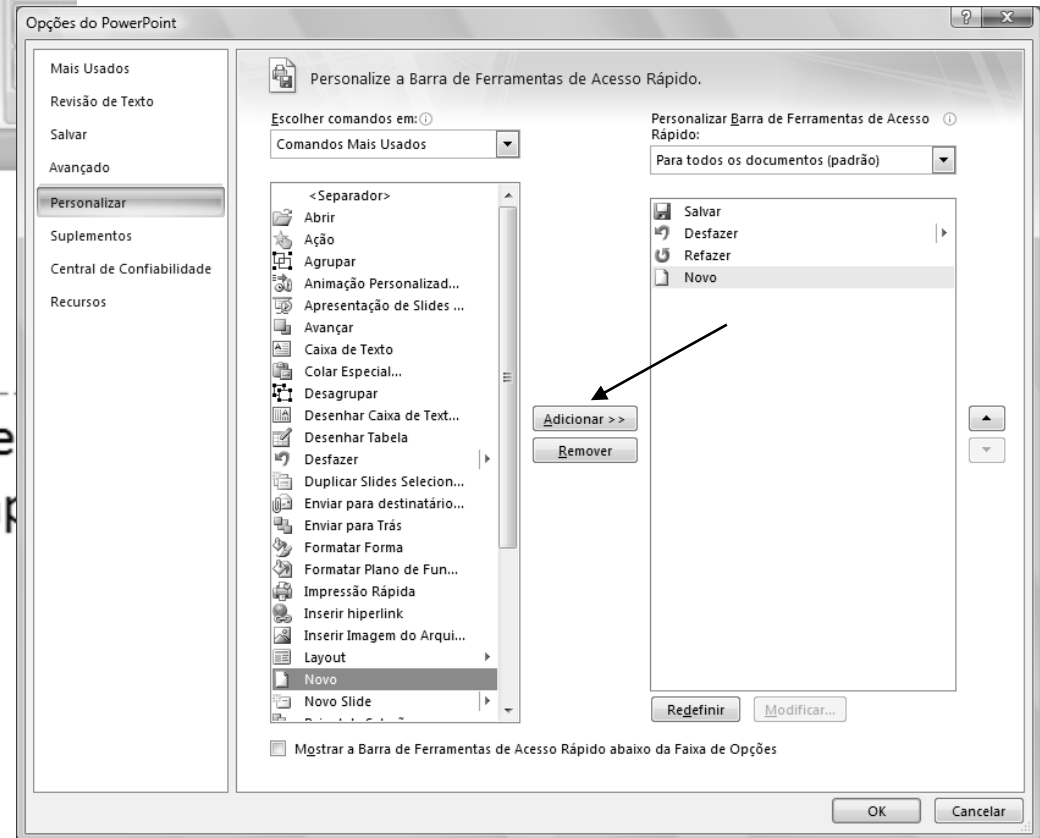 Opções do PowerPoint
Mais Usados
Revisão de Texto
Salvar
Avançado
Personalizar
Suplementos
Central de Confiabilidade
Recursos
Personalize a Barra de Ferramentas de Acesso Rápido.
Escolher comandos em:
Comandos Mais Usados
<Separador>
Abrir
Ação
Agrupar
Animação Personalizad...
Apresentação de Slides ...
Avançar
Caixa de Texto
Colar Especial...
Desagrupar
Desenhar Caixa de Text...
Desenhar Tabela
Desfazer
Duplicar Slides Selecion...
Enviar para destinatário...
Enviar para Trás
Formatar Forma
Formatar Plano de Fun...
Impressão Rápida
Inserir hiperlink
Inserir Imagem do Arqui...
Layout
Novo
Novo Slide
Adicionar >>
Remover
Personalizar Barra de Ferramentas de Acesso
Rápido:
Para todos os documentos (padrão)
Salvar
Desfazer
Refazer
Novo
Redefinir
Modificar...
Mostrar a Barra de Ferramentas de Acesso Rápido abaixo da Faixa de Opções
OK
Cancelar